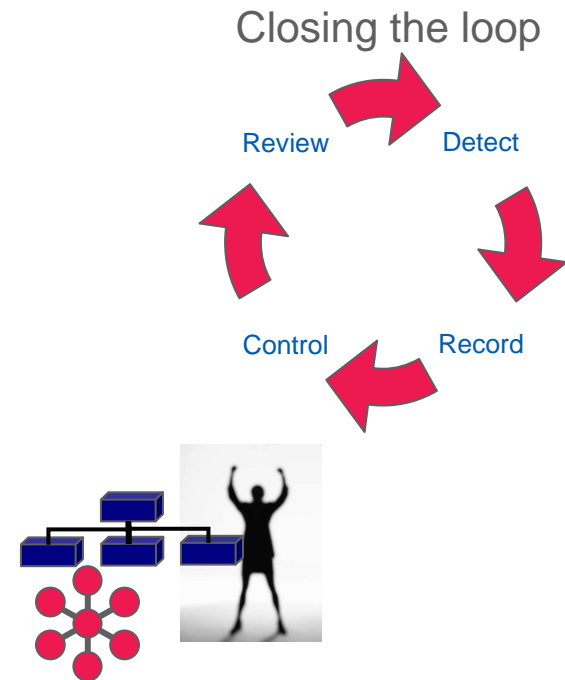 Closing the loop
Review
Detect
Control
Record